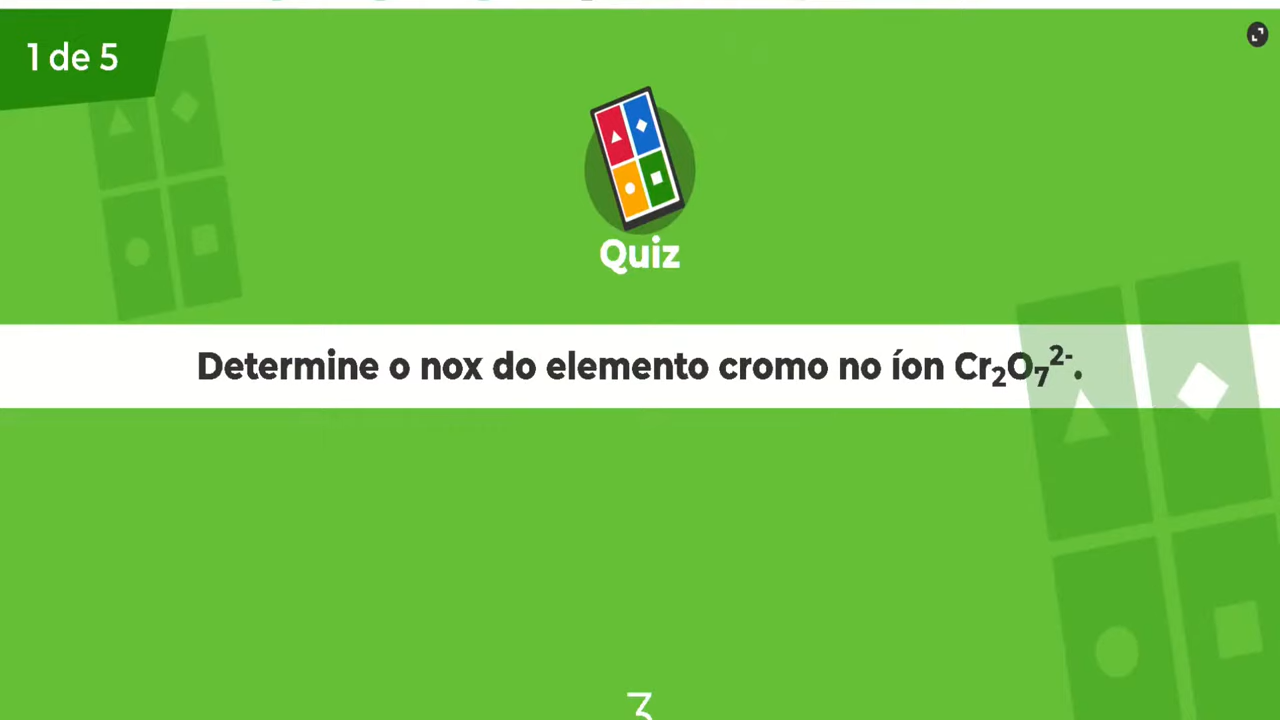 1 de 5
Quiz
Determine o nox do elemento cromo no íon Cr₂O₇²⁻.
3